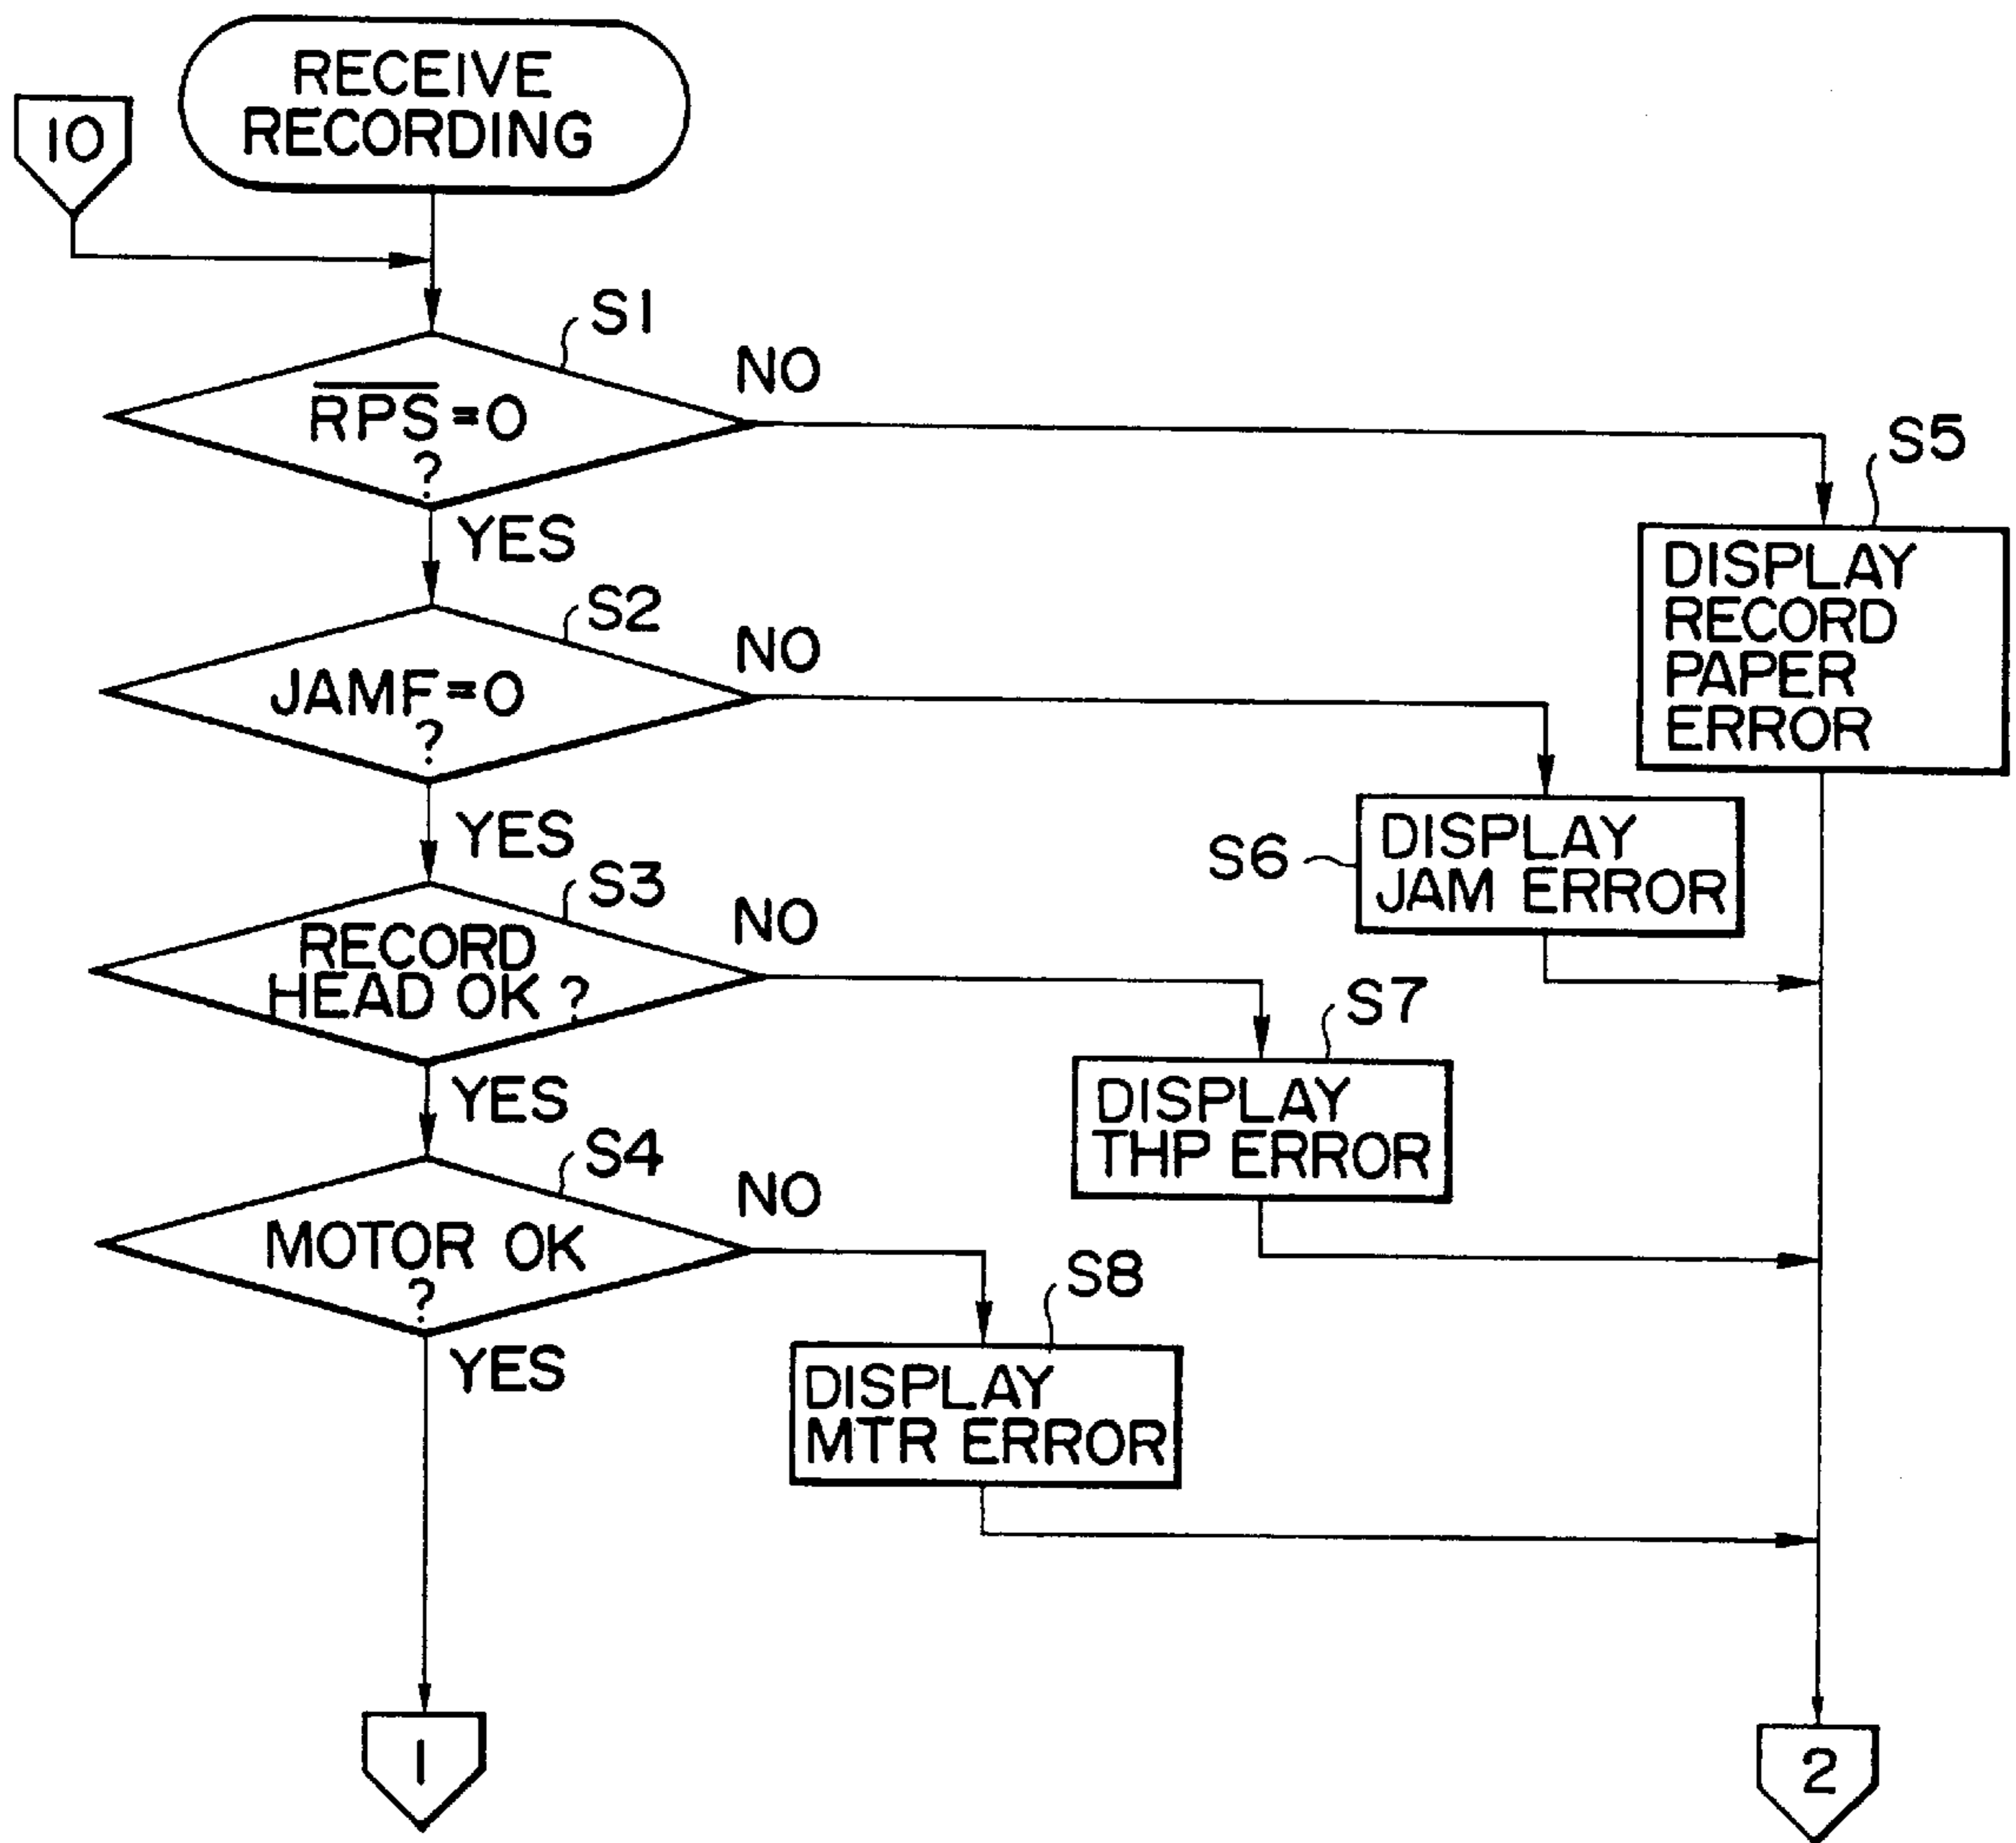 RECEIVE
RECORDING
10
S1
R̅P̅S̅=0
?
NO
YES
S5
DISPLAY
RECORD
PAPER
ERROR
S2
JAMF=0
?
NO
YES
S6
DISPLAY
JAM ERROR
S3
RECORD
HEAD OK ?
NO
YES
S7
DISPLAY
THP ERROR
S4
MOTOR OK
?
NO
YES
S8
DISPLAY
MTR ERROR
1
2